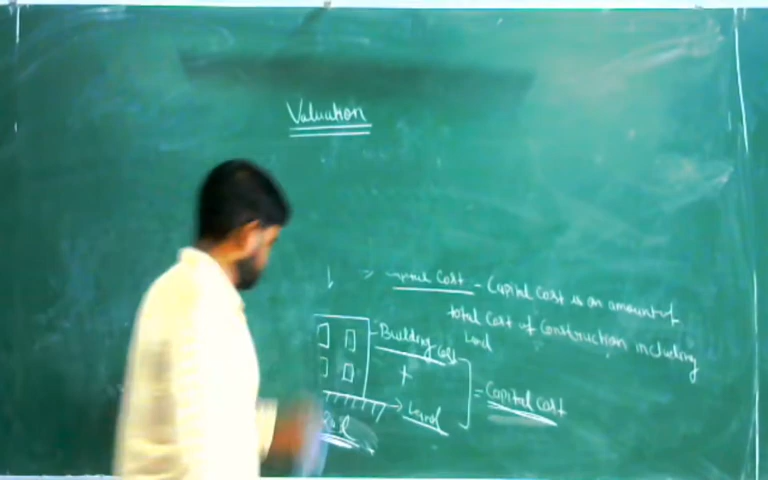 Valuation
Cost - Capital cost is an amount of
total cost of construction including
Land
Building cost
+
Land
= Capital cost